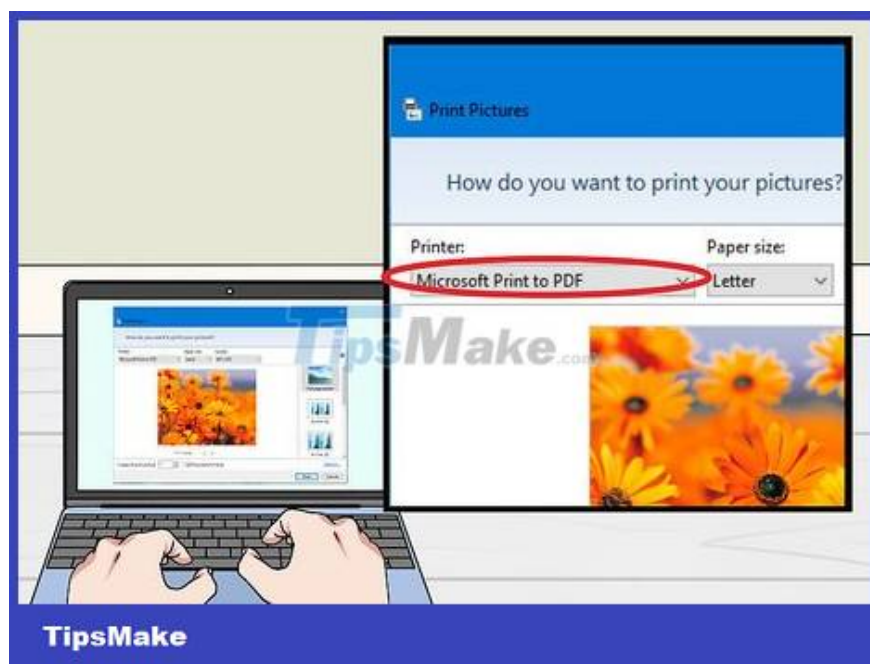 Print Pictures
How do you want to print your pictures?
Printer:
Paper size:
Microsoft Print to PDF
Letter
TipsMake.com
TipsMake